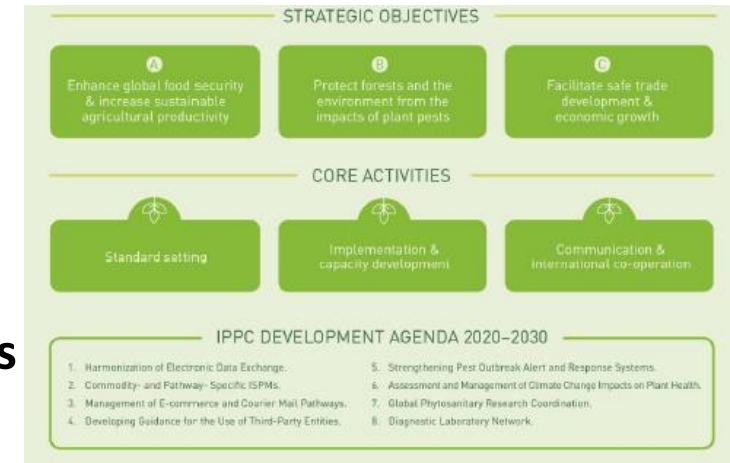 STRATEGIC OBJECTIVES
A
Enhance global food security
& increase sustainable
agricultural productivity
B
Protect forests and the
environment from the
impacts of plant pests
C
Facilitate safe trade
development &
economic growth
CORE ACTIVITIES
Standard setting
Implementation &
capacity development
Communication &
international co-operation
s
IPPC DEVELOPMENT AGENDA 2020–2030
1. Harmonization of Electronic Data Exchange.
2. Commodity- and Pathway- Specific ISPMs.
3. Management of E-commerce and Courier Mail Pathways.
4. Developing Guidance for the Use of Third-Party Entities.
5. Strengthening Pest Outbreak Alert and Response Systems.
6. Assessment and Management of Climate Change Impacts on Plant Health.
7. Global Phytosanitary Research Coordination.
8. Diagnostic Laboratory Network.